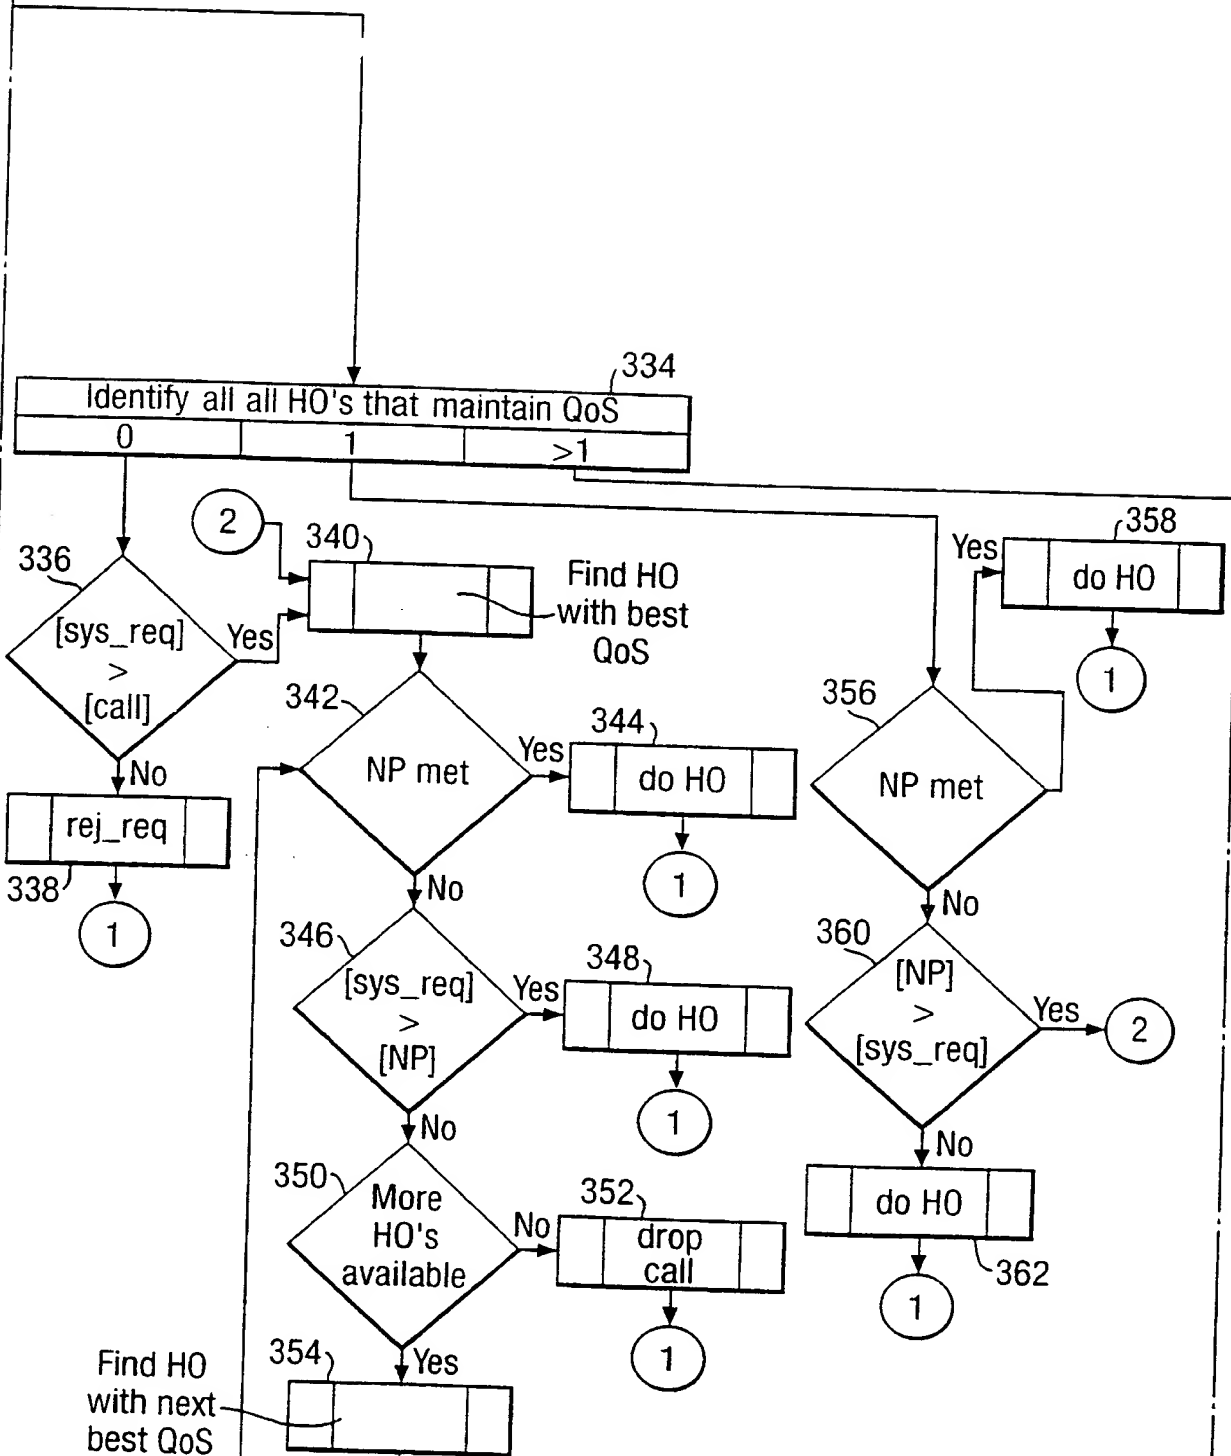 334
Identify all all HO's that maintain QoS
0 1 >1
2
340
Find HO
with best
QoS
336
[sys_req]
>
[call]
Yes
No
rej_req
338
1
342
NP met
Yes
344
do HO
1
No
346
[sys_req]
>
[NP]
Yes
348
do HO
1
No
350
More
HO's
available
No
352
drop
call
1
Yes
354
Find HO
with next
best QoS
356
NP met
Yes
358
do HO
1
No
360
[NP]
>
[sys_req]
Yes
2
No
do HO
362
1